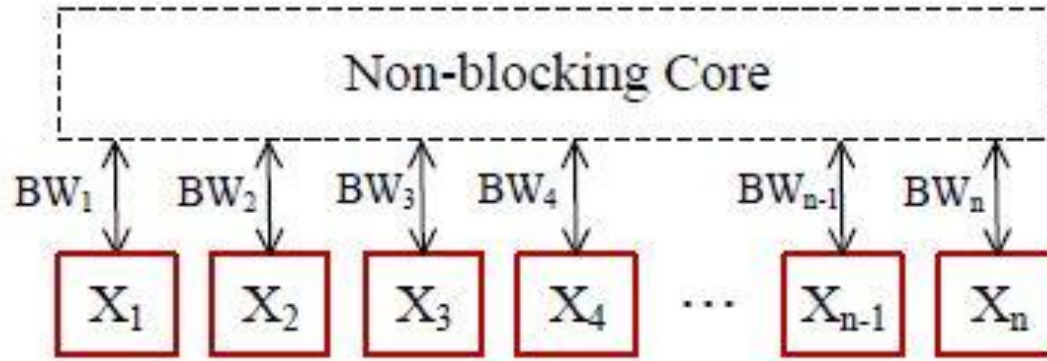 Non-blocking Core
BW₁ BW₂ BW₃ BW₄ BWₙ₋₁ BWₙ
X₁ X₂ X₃ X₄ ... Xₙ₋₁ Xₙ